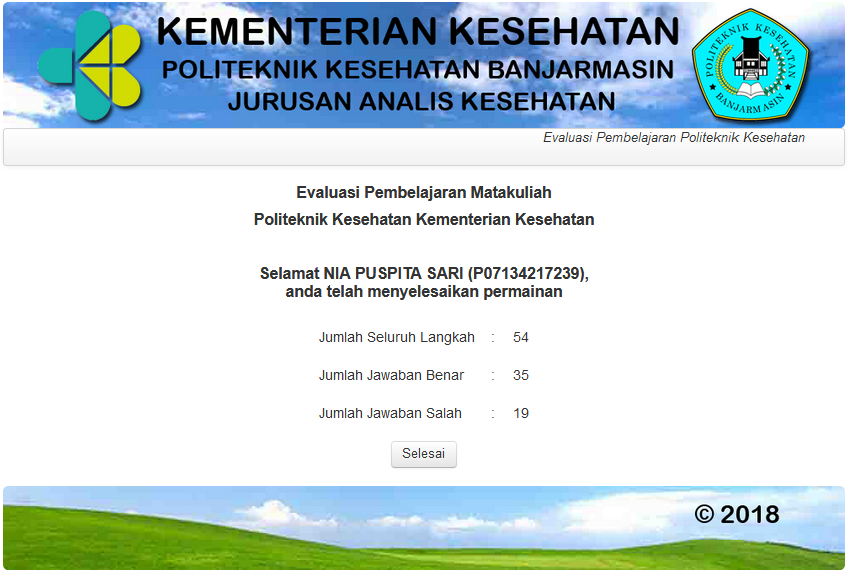 KEMENTERIAN KESEHATAN
POLITEKNIK KESEHATAN BANJARMASIN
JURUSAN ANALIS KESEHATAN
POLITEKNIK KESEHATAN
BANJARMASIN
Evaluasi Pembelajaran Politeknik Kesehatan
Evaluasi Pembelajaran Matakuliah
Politeknik Kesehatan Kementerian Kesehatan
Selamat NIA PUSPITA SARI (P07134217239),
anda telah menyelesaikan permainan
Jumlah Seluruh Langkah : 54
Jumlah Jawaban Benar : 35
Jumlah Jawaban Salah : 19
Selesai
© 2018